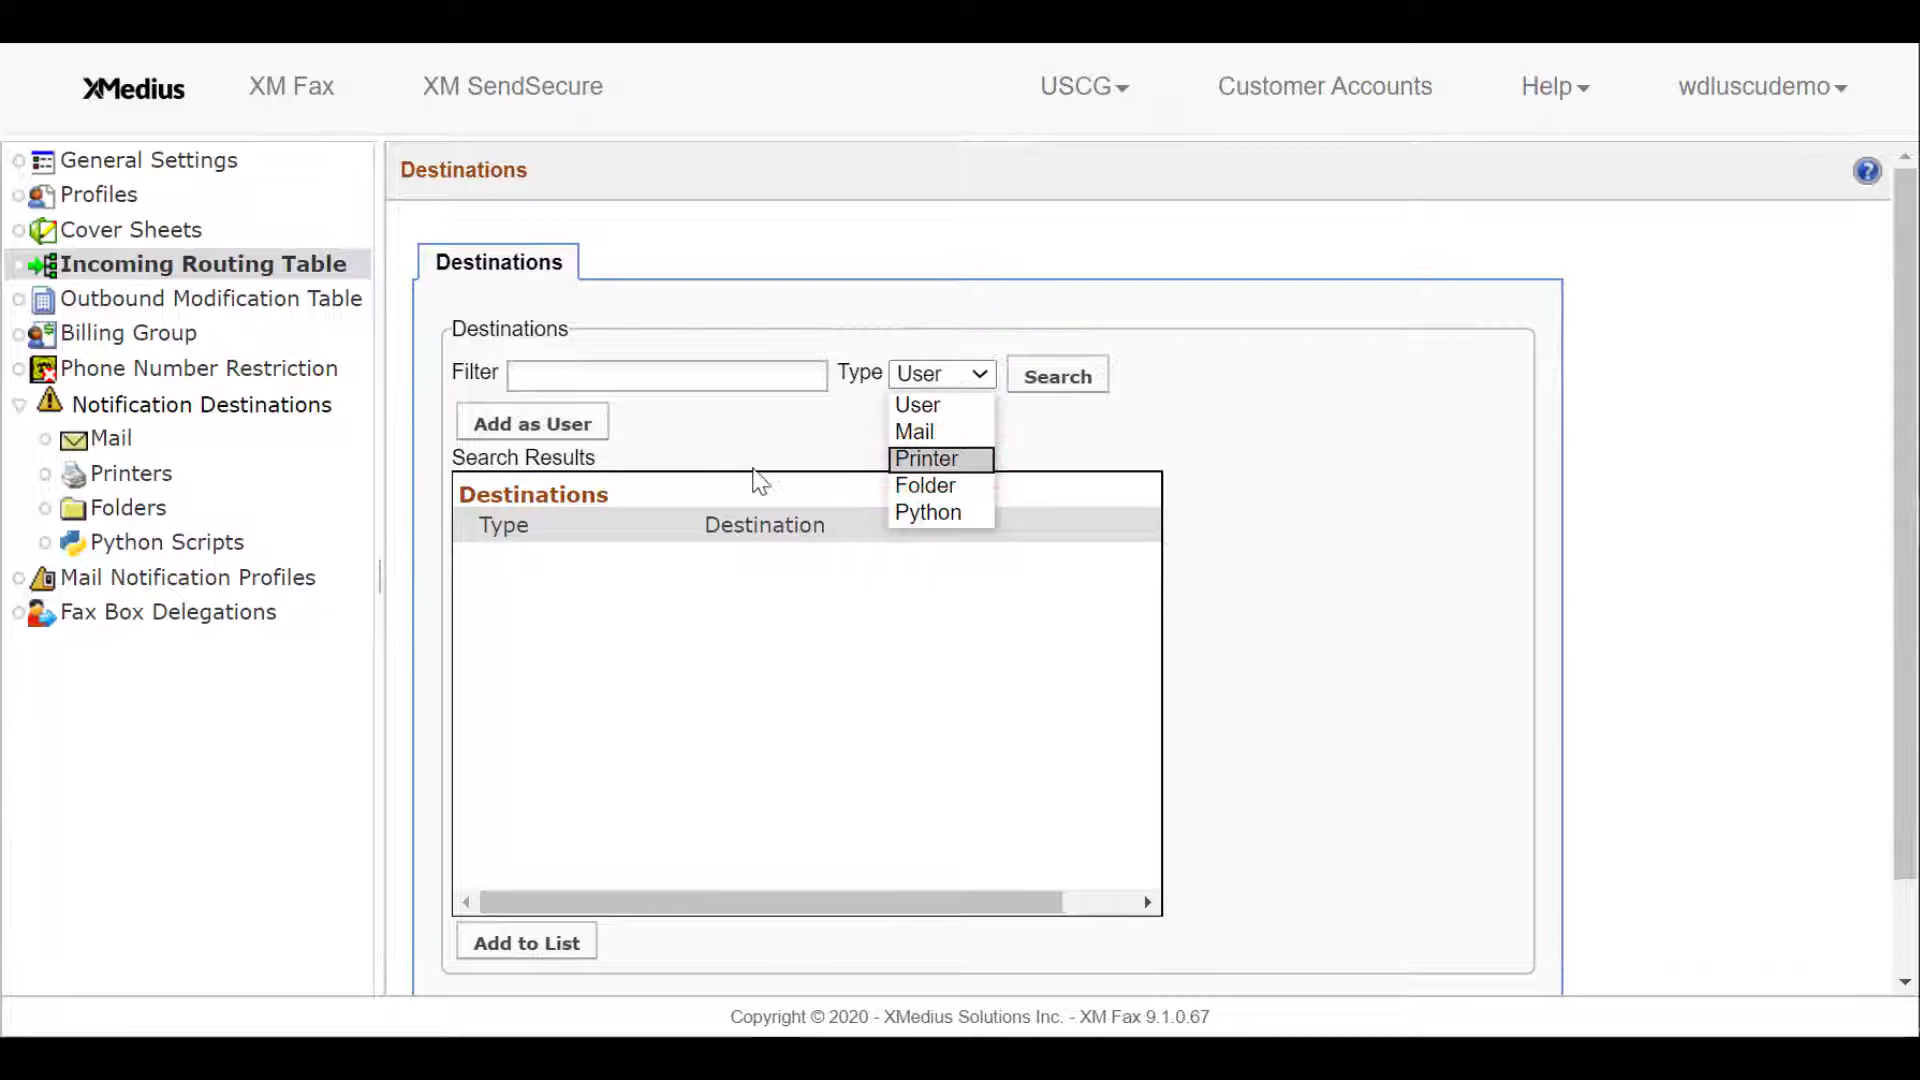 XMedius XM Fax XM SendSecure USCG Customer Accounts Help wdluscudemo
General Settings
Profiles
Cover Sheets
Incoming Routing Table
Outbound Modification Table
Billing Group
Phone Number Restriction
Notification Destinations
Mail
Printers
Folders
Python Scripts
Mail Notification Profiles
Fax Box Delegations
Destinations
Destinations
Destinations
Filter Type User Search
User
Mail
Printer
Folder
Python
Add as User
Search Results
Destinations
Type Destination
Add to List
Copyright © 2020 - XMedius Solutions Inc. - XM Fax 9.1.0.67